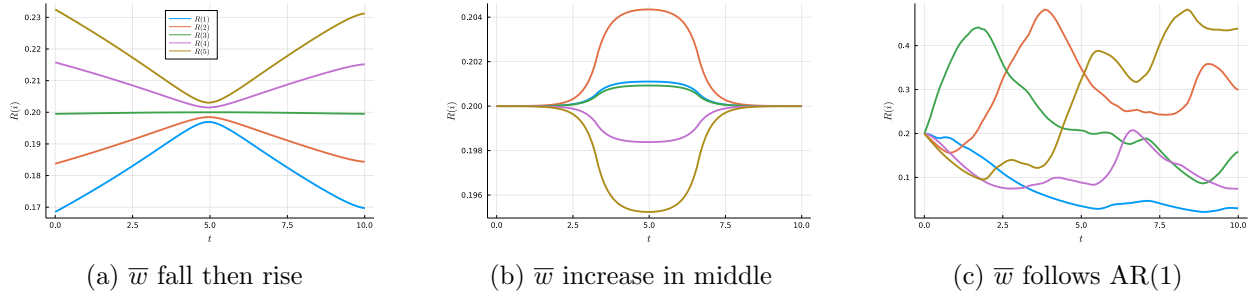 0.23
0.22
0.21
0.20
0.19
0.18
0.17
R(i)
R(1)
R(2)
R(3)
R(4)
R(5)
0.0 2.5 5.0 7.5 10.0
t
(a) w̅ fall then rise
0.204
0.202
0.200
0.198
0.196
R(i)
0.0 2.5 5.0 7.5 10.0
t
(b) w̅ increase in middle
0.4
0.3
0.2
0.1
R(i)
0.0 2.5 5.0 7.5 10.0
t
(c) w̅ follows AR(1)